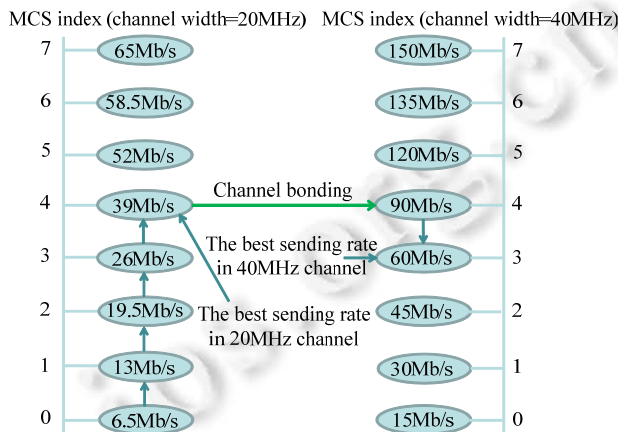 MCS index (channel width=20MHz) MCS index (channel width=40MHz)
7 65Mb/s 150Mb/s 7
6 58.5Mb/s 135Mb/s 6
5 52Mb/s 120Mb/s 5
Channel bonding
4 39Mb/s 90Mb/s 4
The best sending rate
in 40MHz channel
3 26Mb/s 60Mb/s 3
2 19.5Mb/s 45Mb/s 2
The best sending rate
in 20MHz channel
1 13Mb/s 30Mb/s 1
0 6.5Mb/s 15Mb/s 0